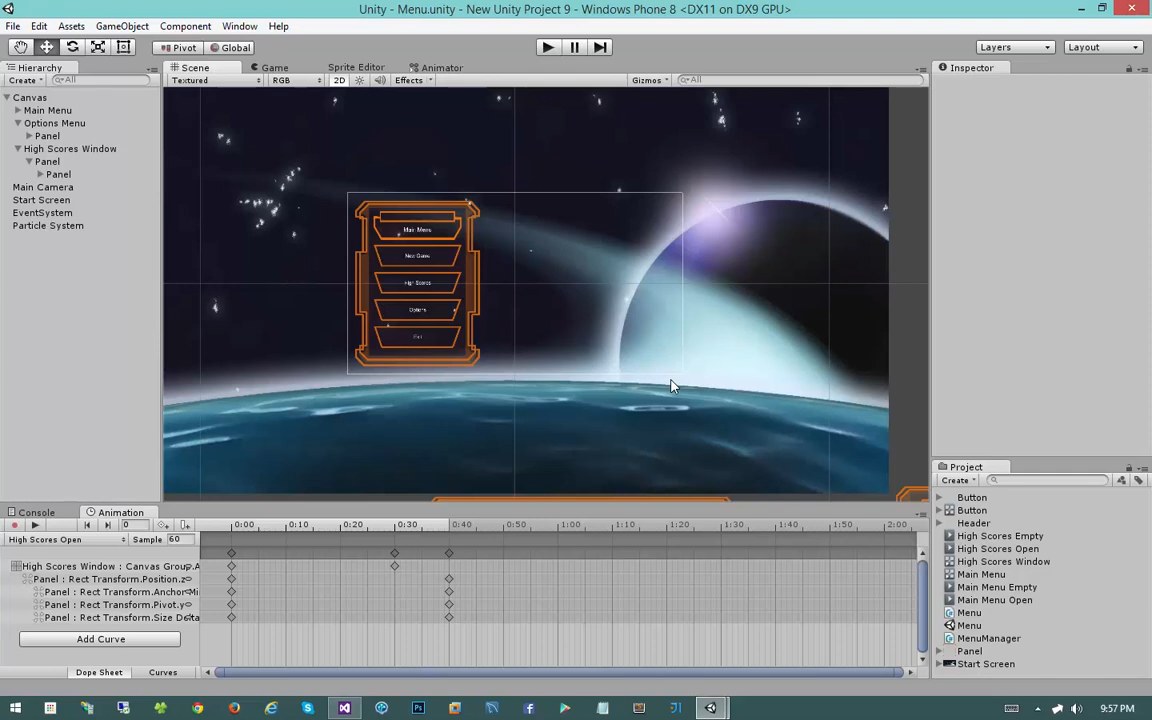 Unity - Menu.unity - New Unity Project 9 - Windows Phone 8 <DX11 on DX9 GPU>
File Edit Assets GameObject Component Window Help
Pivot Global Layers Layout
Hierarchy Scene Game Sprite Editor Animator Inspector
Create All Textured RGB 2D Effects Gizmos All
Canvas
Main Menu
Options Menu
Panel
High Scores Window
Panel
Panel
Main Camera
Start Screen
EventSystem
Particle System
Main Menu
New Game
High Scores
Options
Project
Create
Button
Button
Header
High Scores Empty
High Scores Open
High Scores Window
Main Menu
Main Menu Empty
Main Menu Open
Menu
Menu
MenuManager
Panel
Start Screen
Console Animation
0 0:00 0:10 0:20 0:30 0:40 0:50 1:00 1:10 1:20 1:30 1:40 1:50 2:00
High Scores Open Sample 60
High Scores Window : Canvas Group.A
Panel : Rect Transform.Position.z
Panel : Rect Transform.Anchor Mi
Panel : Rect Transform.Pivot.y
Panel : Rect Transform.Size Delta
Add Curve
Dope Sheet Curves
9:57 PM